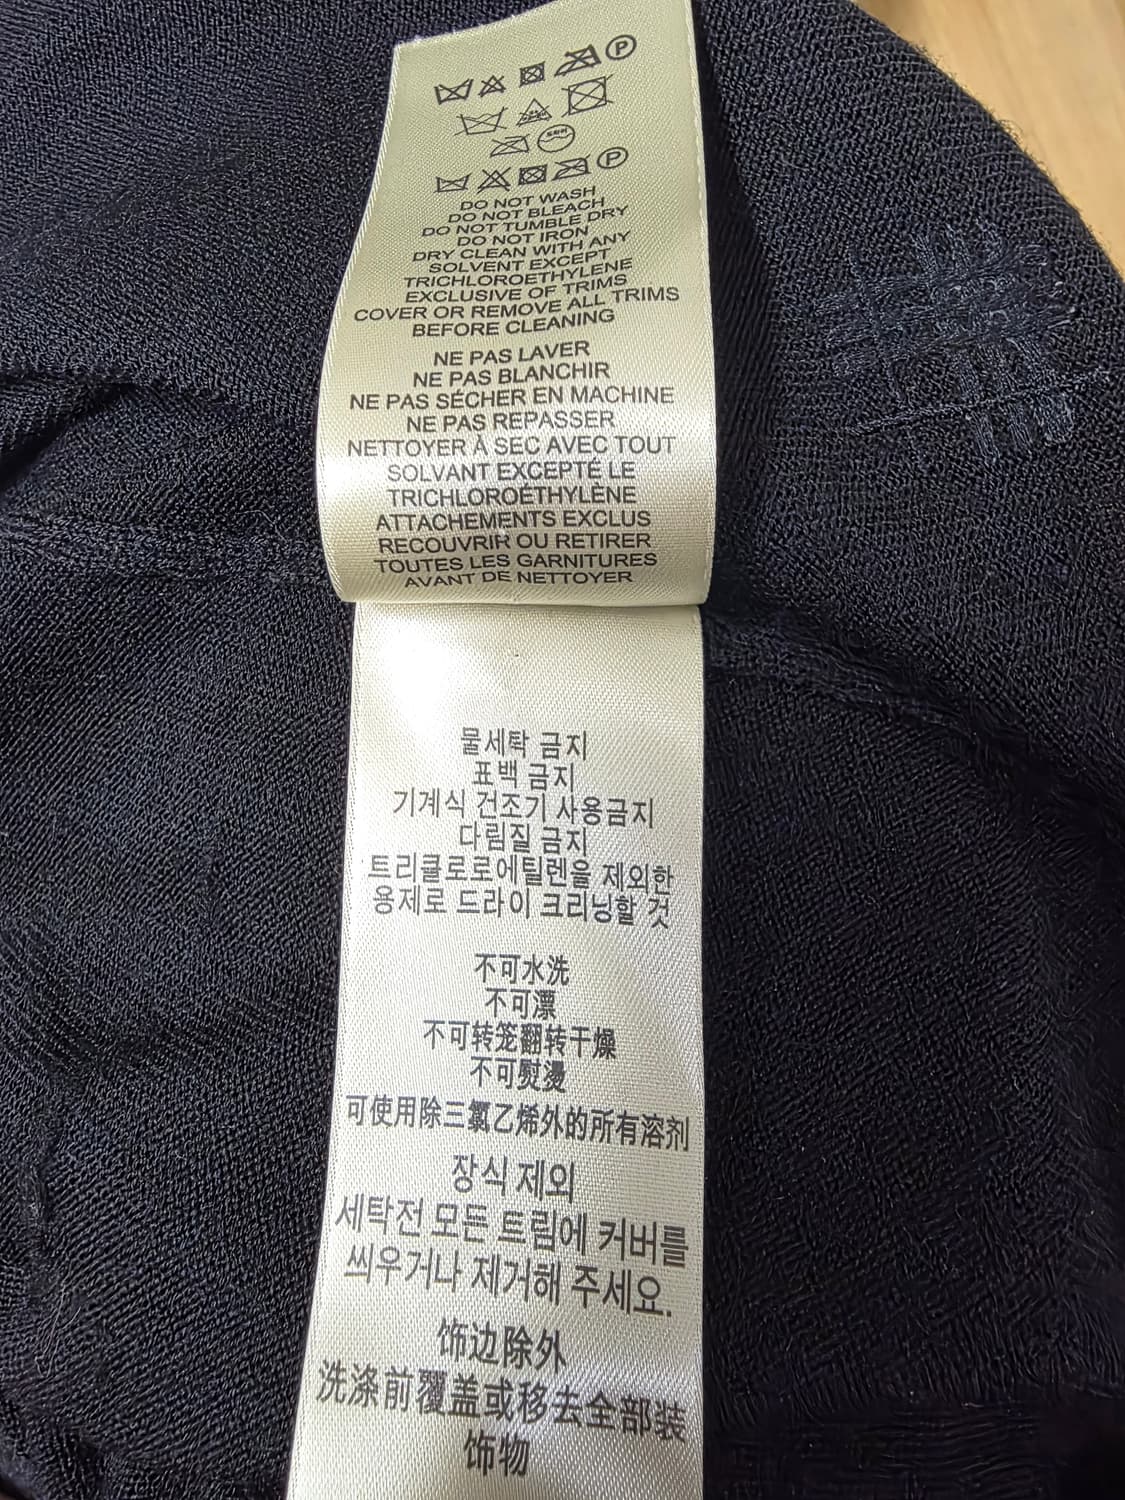 DO NOT WASH
DO NOT BLEACH
DO NOT TUMBLE DRY
DO NOT IRON
DRY CLEAN WITH ANY
SOLVENT EXCEPT
TRICHLOROETHYLENE
EXCLUSIVE OF TRIMS
COVER OR REMOVE ALL TRIMS
BEFORE CLEANING
NE PAS LAVER
NE PAS BLANCHIR
NE PAS SÉCHER EN MACHINE
NE PAS REPASSER
NETTOYER À SEC AVEC TOUT
SOLVANT EXCEPTÉ LE
TRICHLOROÉTHYLÈNE
ATTACHEMENTS EXCLUS
RECOUVRIR OU RETIRER
TOUTES LES GARNITURES
AVANT DE NETTOYER
물세탁 금지
표백 금지
기계식 건조기 사용금지
다림질 금지
트리클로로에틸렌을 제외한
용제로 드라이 크리닝할 것
不可水洗
不可漂
不可转笼翻转干燥
不可熨烫
可使用除三氯乙烯外的所有溶剂
장식 제외
세탁전 모든 트림에 커버를
씌우거나 제거해 주세요.
饰边除外
洗涤前覆盖或移去全部装
饰物